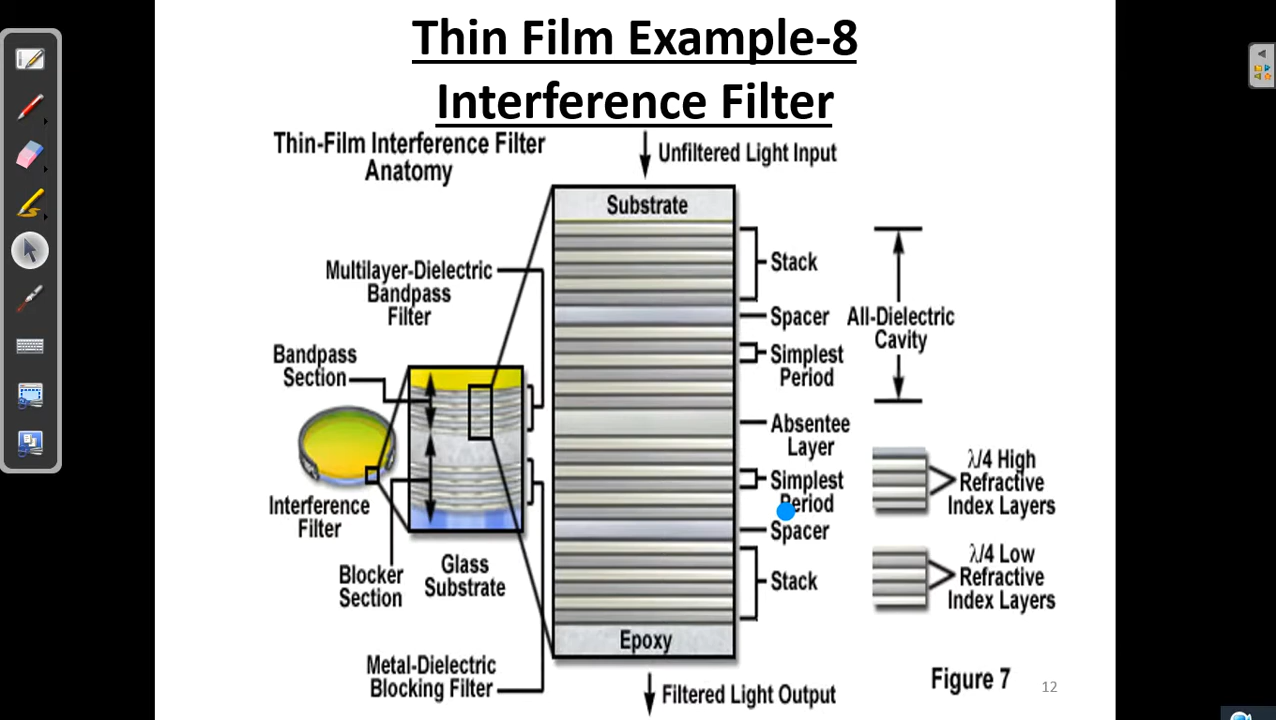 Thin Film Example-8
Interference Filter
Thin-Film Interference Filter
Anatomy
Unfiltered Light Input
Substrate
Multilayer-Dielectric
Bandpass
Filter
Stack
Spacer
All-Dielectric
Cavity
Simplest
Period
Bandpass
Section
Absentee
Layer
Simplest
Period
Spacer
Stack
λ/4 High
Refractive
Index Layers
λ/4 Low
Refractive
Index Layers
Interference
Filter
Blocker
Section
Glass
Substrate
Epoxy
Metal-Dielectric
Blocking Filter
Filtered Light Output
Figure 7
12